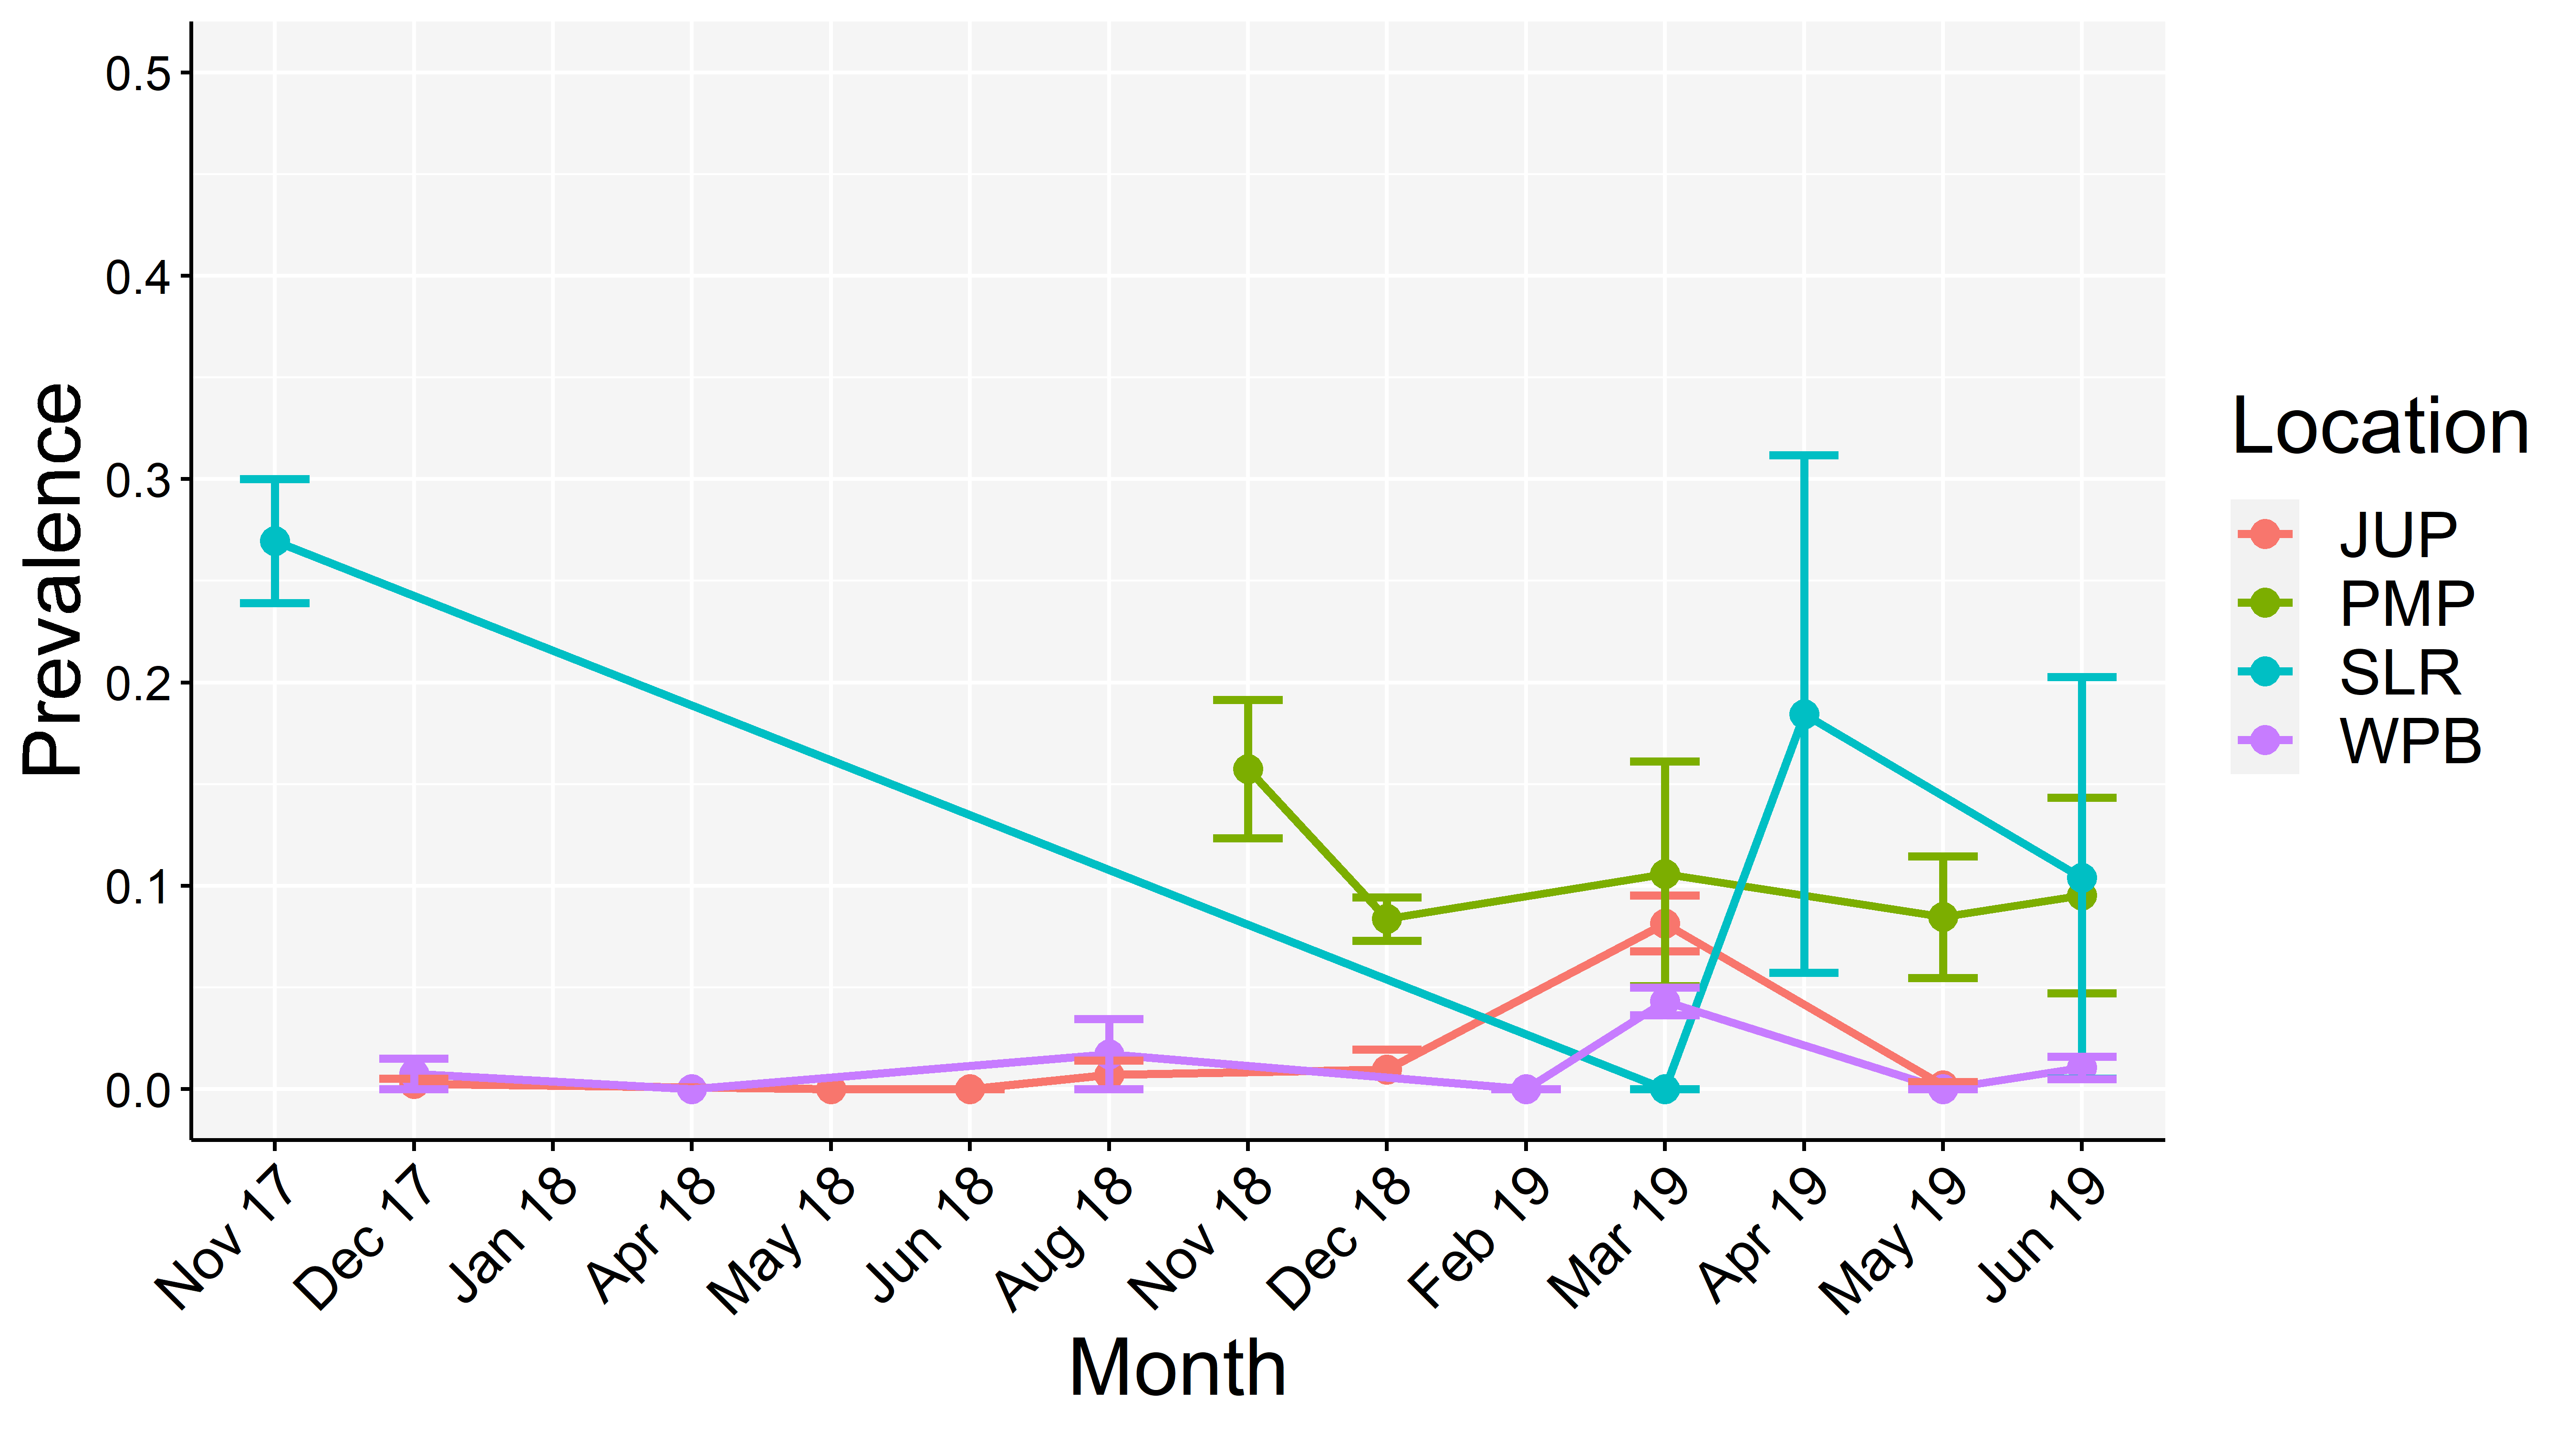 Prevalence
0.5
0.4
0.3
0.2
0.1
0.0
Nov 17
Dec 17
Jan 18
Apr 18
May 18
Jun 18
Aug 18
Nov 18
Dec 18
Feb 19
Mar 19
Apr 19
May 19
Jun 19
Month
Location
JUP
PMP
SLR
WPB